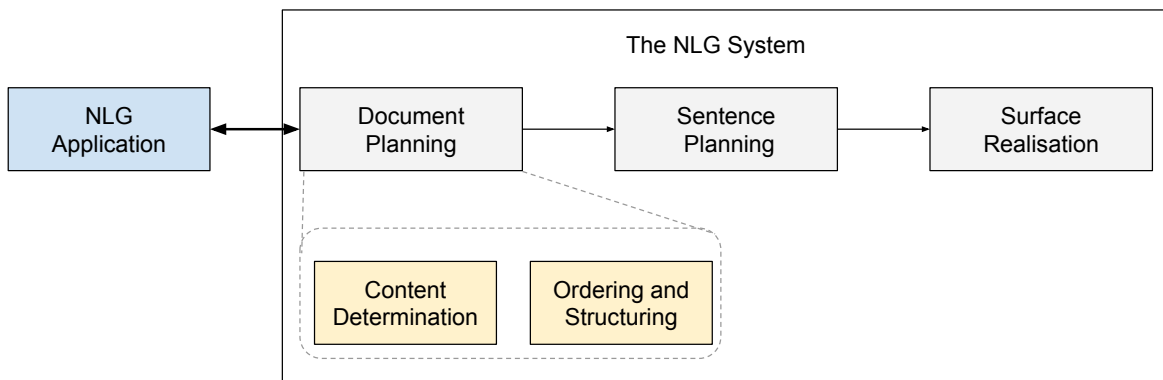 The NLG System
NLG
Application
Document
Planning
Sentence
Planning
Surface
Realisation
Content
Determination
Ordering and
Structuring